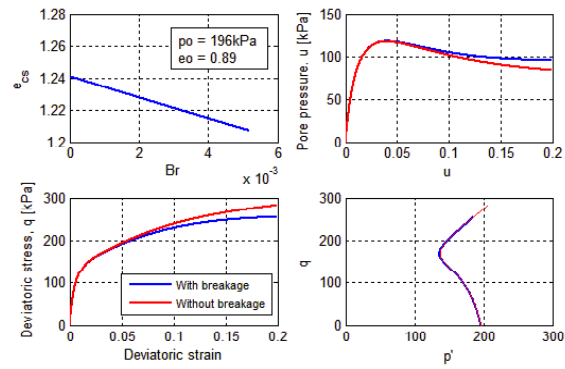 1.28
1.26
1.24
1.22
1.2
e_cs
po = 196kPa
eo = 0.89
0
2
4
6
Br
x 10^-3
150
100
50
0
Pore pressure, u [kPa]
0
0.05
0.1
0.15
0.2
u
300
200
100
0
Deviatoric stress, q [kPa]
With breakage
Without breakage
0
0.05
0.1
0.15
0.2
Deviatoric strain
300
200
100
0
q
0
100
200
300
p'